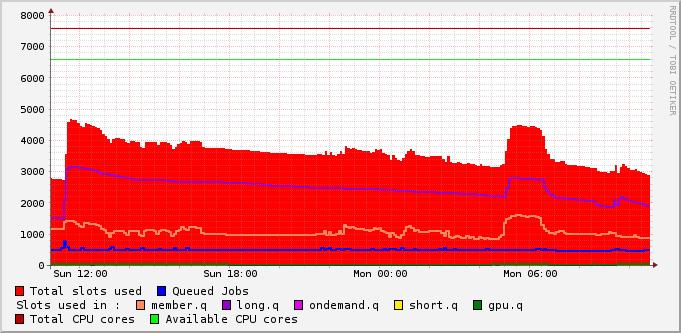 8000
7000
6000
5000
4000
3000
2000
1000
0
Sun 12:00 Sun 18:00 Mon 00:00 Mon 06:00
RRDTOOL / TOBI OETIKER
Total slots used Queued Jobs
Slots used in : member.q long.q ondemand.q short.q gpu.q
Total CPU cores Available CPU cores